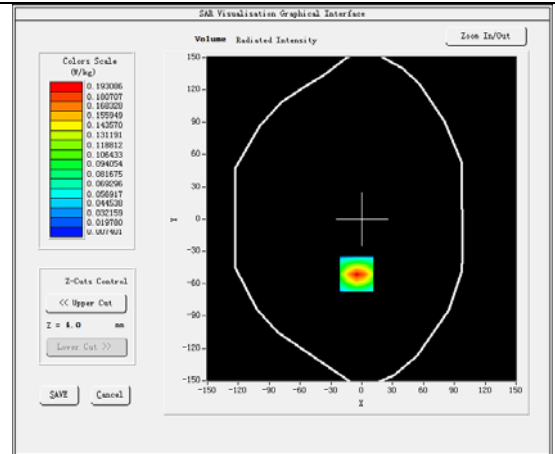 SAR Visualisation Graphical Interface
Volume Radiated Intensity
Zoom In/Out
Colors Scale
(W/kg)
0.193086
0.180707
0.168328
0.155949
0.143570
0.131191
0.118812
0.106433
0.094054
0.081675
0.069296
0.056917
0.044538
0.032159
0.019780
0.007401
150
120
90
60
30
Y 0
-30
-60
-90
-120
-150
-150 -120 -90 -60 -30 0 30 60 90 120 150
X
Z-Cuts Control
<< Upper Cut
Z = 4.0 mm
Lower Cut >>
SAVE Cancel